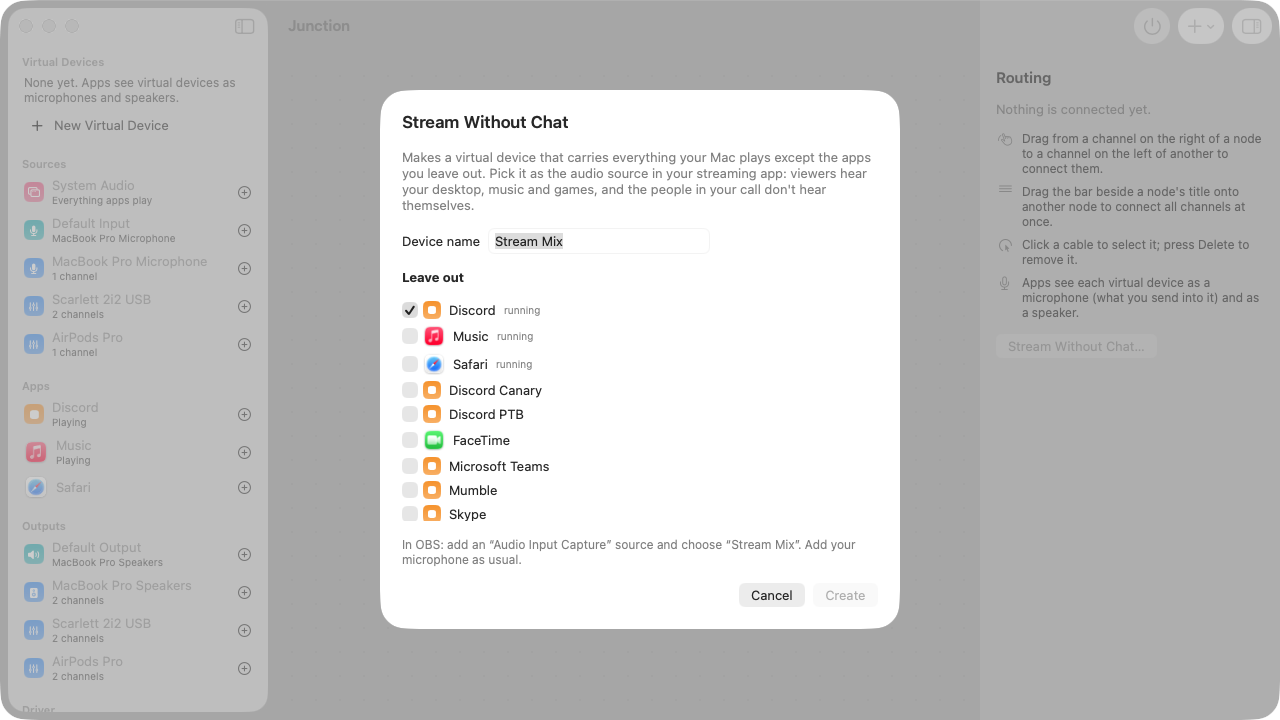 Junction
Virtual Devices
None yet. Apps see virtual devices as
microphones and speakers.
New Virtual Device
Sources
System Audio
Everything apps play
Default Input
MacBook Pro Microphone
MacBook Pro Microphone
1 channel
Scarlett 2i2 USB
2 channels
AirPods Pro
1 channel
Apps
Discord
Playing
Music
Playing
Safari
Outputs
Default Output
MacBook Pro Speakers
MacBook Pro Speakers
2 channels
Scarlett 2i2 USB
2 channels
AirPods Pro
2 channels
Driver
Stream Without Chat
Makes a virtual device that carries everything your Mac plays except the apps
you leave out. Pick it as the audio source in your streaming app: viewers hear
your desktop, music and games, and the people in your call don't hear
themselves.
Device name Stream Mix
Leave out
Discord running
Music running
Safari running
Discord Canary
Discord PTB
FaceTime
Microsoft Teams
Mumble
Skype
In OBS: add an “Audio Input Capture” source and choose “Stream Mix”. Add your
microphone as usual.
Cancel Create
Routing
Nothing is connected yet.
Drag from a channel on the right of a node
to a channel on the left of another to
connect them.
Drag the bar beside a node's title onto
another node to connect all channels at
once.
Click a cable to select it; press Delete to
remove it.
Apps see each virtual device as a
microphone (what you send into it) and as
a speaker.
Stream Without Chat...